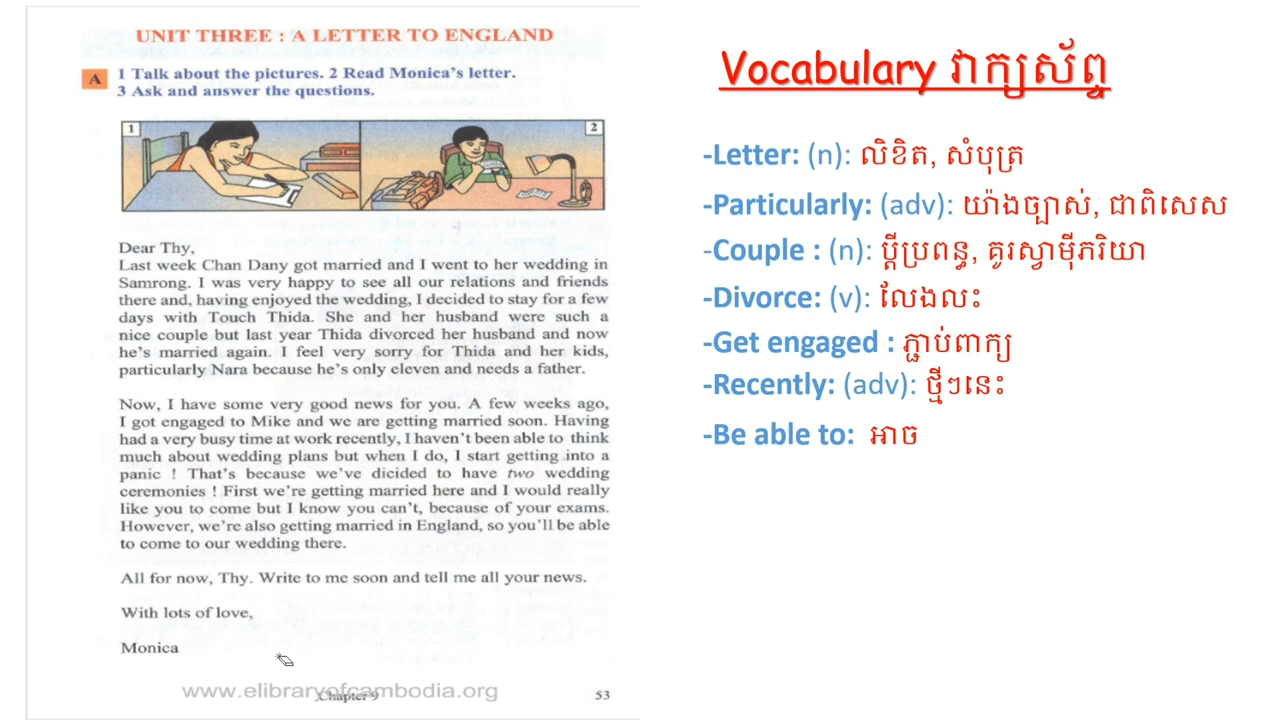 UNIT THREE : A LETTER TO ENGLAND
A
1 Talk about the pictures. 2 Read Monica's letter.
3 Ask and answer the questions.
1
2
Dear Thy,
Last week Chan Dany got married and I went to her wedding in
Samrong. I was very happy to see all our relations and friends
there and, having enjoyed the wedding, I decided to stay for a few
days with Touch Thida. She and her husband were such a
nice couple but last year Thida divorced her husband and now
he's married again. I feel very sorry for Thida and her kids,
particularly Nara because he's only eleven and needs a father.
Now, I have some very good news for you. A few weeks ago,
I got engaged to Mike and we are getting married soon. Having
had a very busy time at work recently, I haven't been able to think
much about wedding plans but when I do, I start getting into a
panic ! That's because we've dicided to have two wedding
ceremonies ! First we're getting married here and I would really
like you to come but I know you can't, because of your exams.
However, we're also getting married in England, so you'll be able
to come to our wedding there.
All for now, Thy. Write to me soon and tell me all your news.
With lots of love,
Monica
www.elibraryofcambodia.org
Chapter 9
53
Vocabulary វាក្យស័ព្ទ
-Letter: (n): លិខិត, សំបុត្រ
-Particularly: (adv): យ៉ាងច្បាស់, ជាពិសេស
-Couple : (n): ប្តីប្រពន្ធ, គូរស្វាម៉ីភរិយា
-Divorce: (v): លែងលះ
-Get engaged : ភ្ជាប់ពាក្យ
-Recently: (adv): ថ្មីៗនេះ
-Be able to: អាច